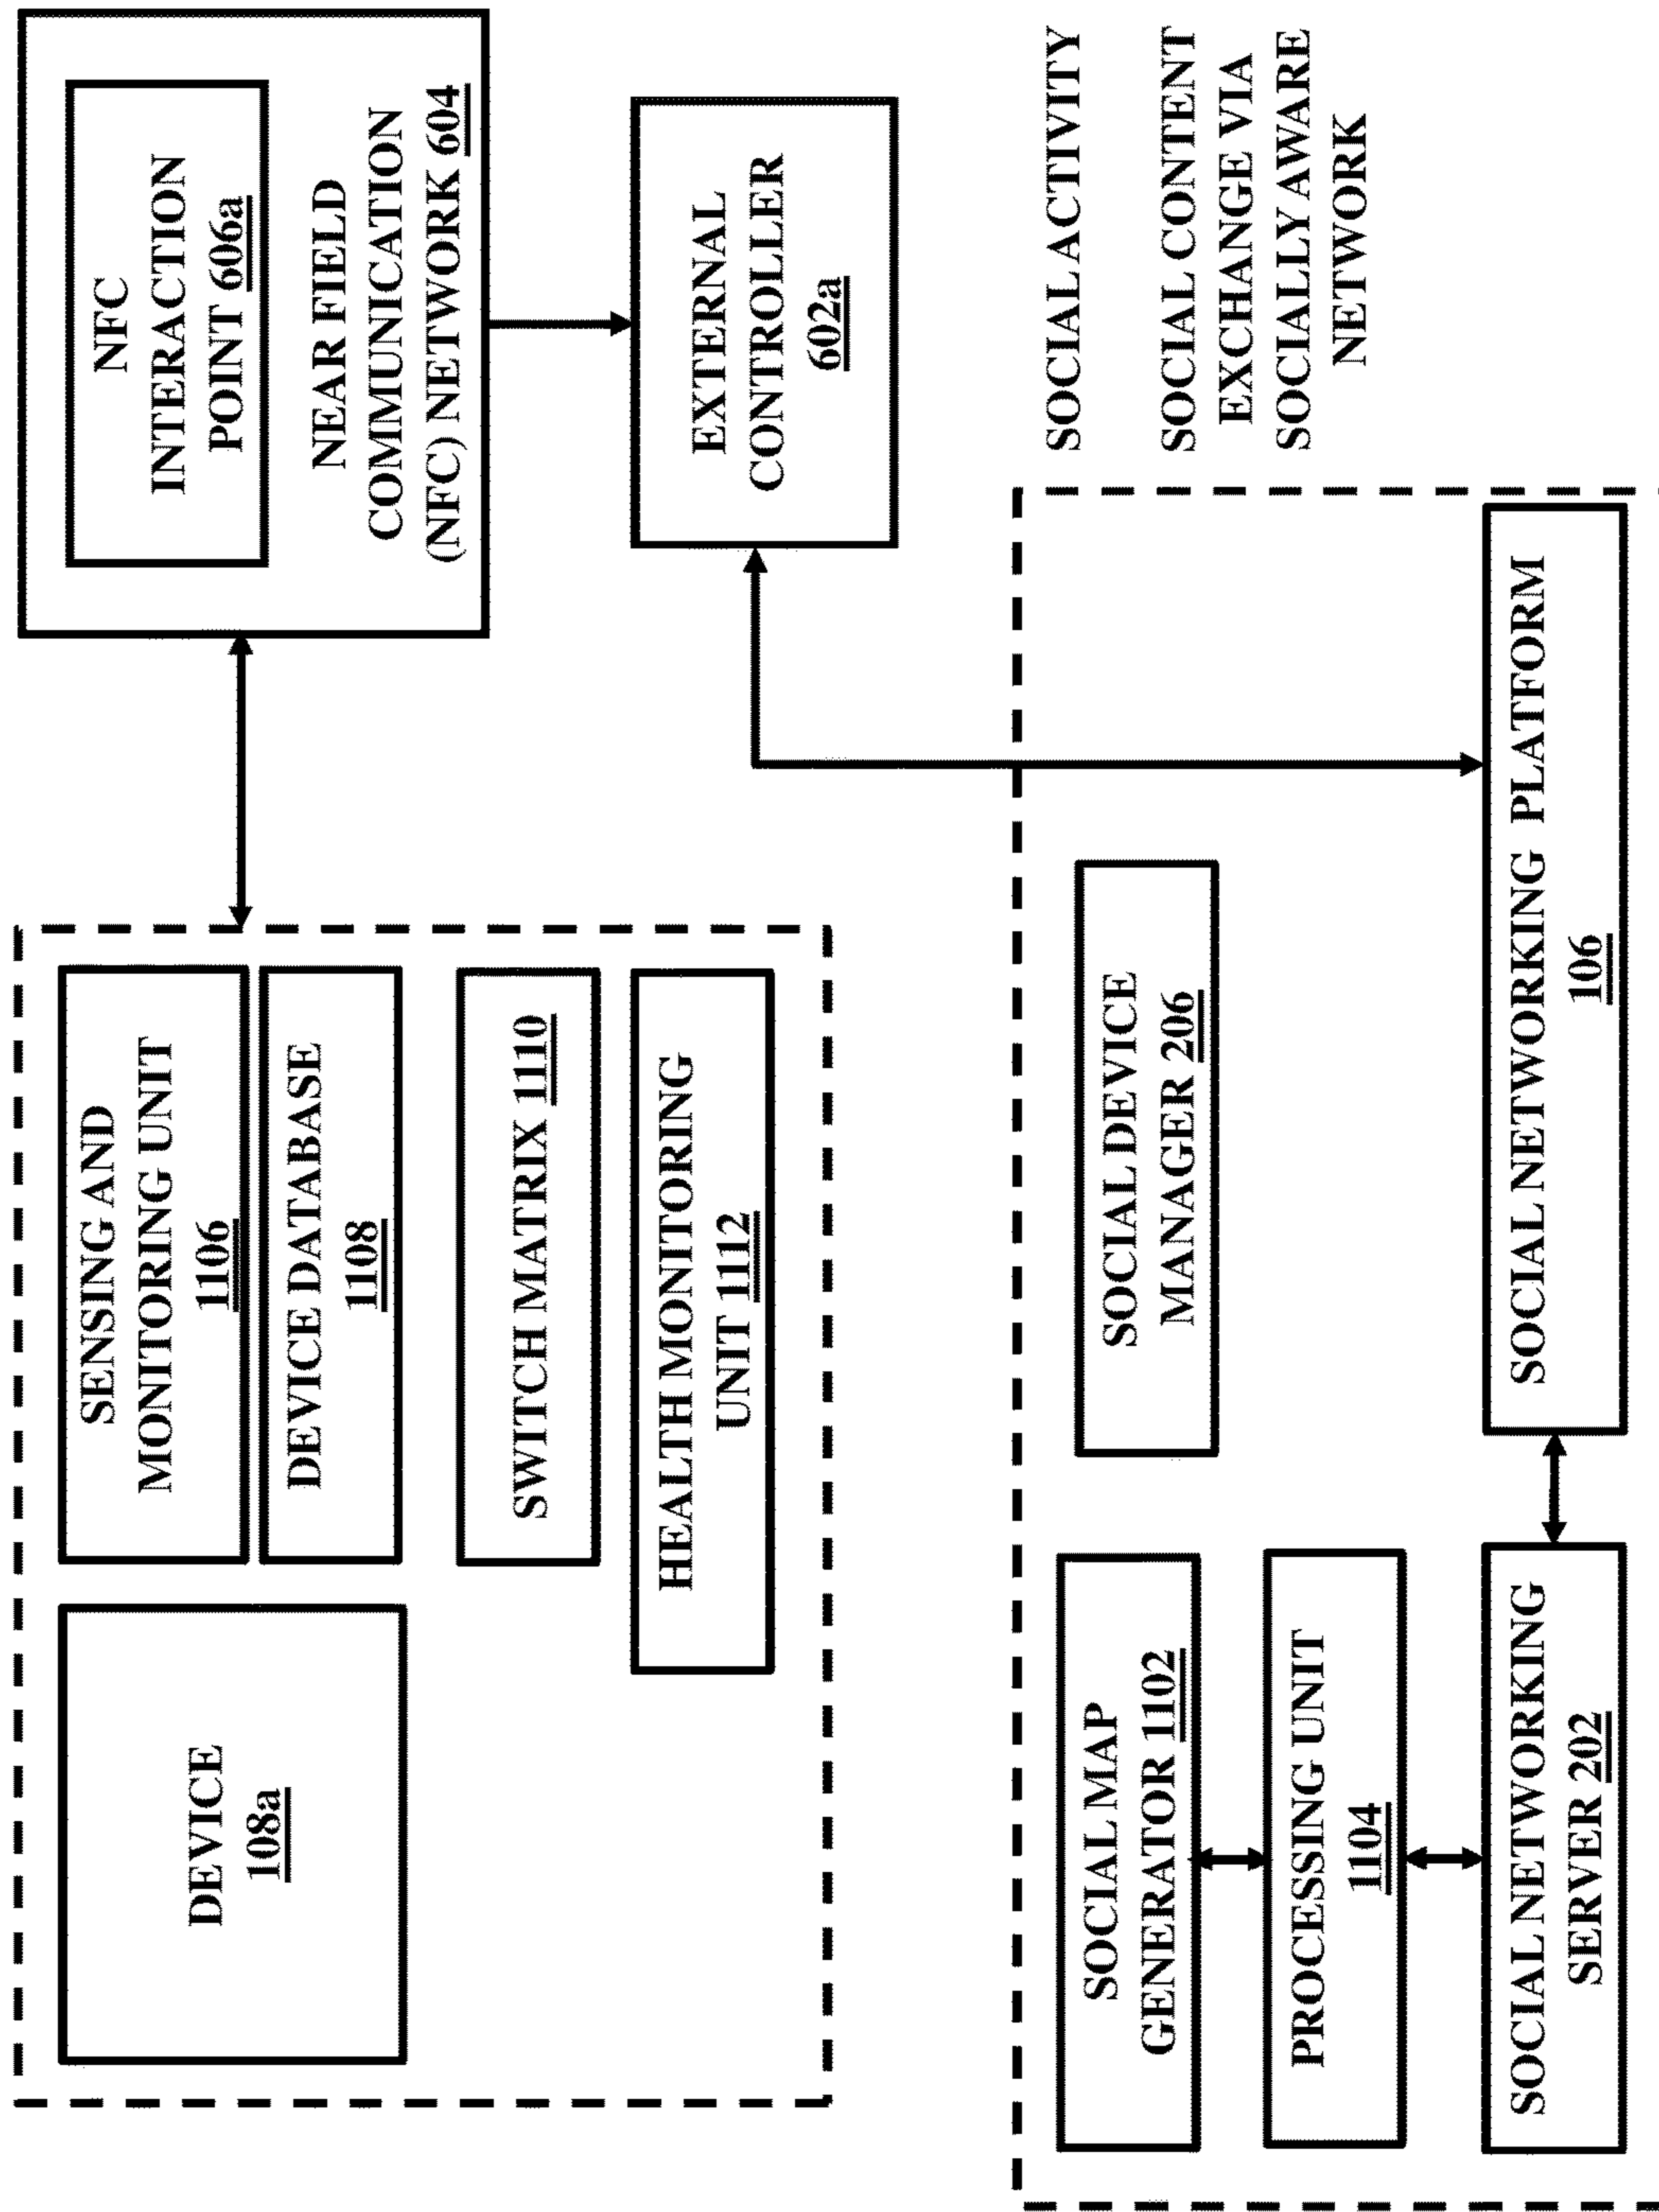 DEVICE
108a
SENSING AND
MONITORING UNIT
1106
DEVICE DATABASE
1108
SWITCH MATRIX 1110
HEALTH MONITORING
UNIT 1112
NFC
INTERACTION
POINT 606a
NEAR FIELD
COMMUNICATION
(NFC) NETWORK 604
EXTERNAL
CONTROLLER
602a
SOCIAL MAP
GENERATOR 1102
PROCESSING UNIT
1104
SOCIAL NETWORKING
SERVER 202
SOCIAL DEVICE
MANAGER 206
SOCIAL NETWORKING PLATFORM
106
SOCIAL ACTIVITY
SOCIAL CONTENT
EXCHANGE VIA
SOCIALLY AWARE
NETWORK